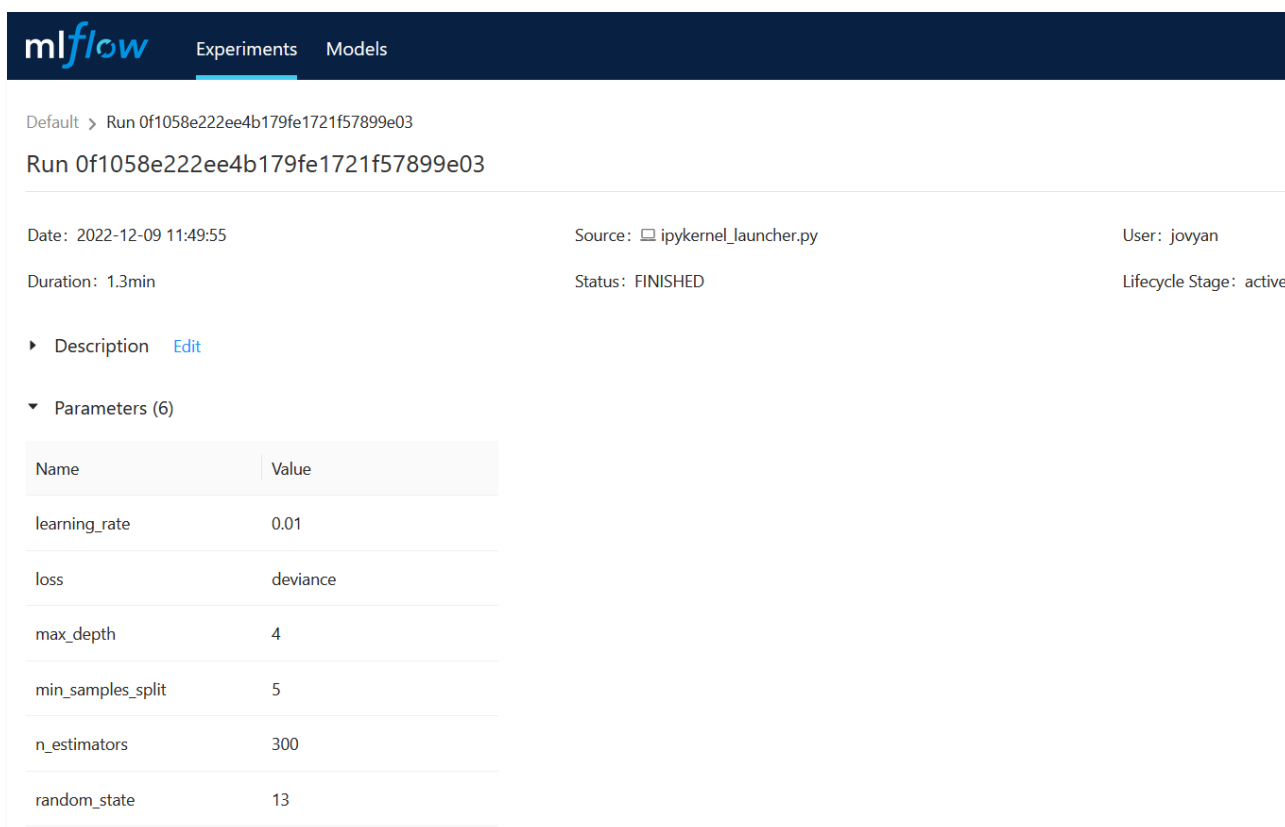 mlflow Experiments Models
Default > Run 0f1058e222ee4b179fe1721f57899e03
Run 0f1058e222ee4b179fe1721f57899e03
Date: 2022-12-09 11:49:55 Source: ipykernel_launcher.py User: jovyan
Duration: 1.3min Status: FINISHED Lifecycle Stage: active
Description Edit
Parameters (6)
Name Value
learning_rate 0.01
loss deviance
max_depth 4
min_samples_split 5
n_estimators 300
random_state 13